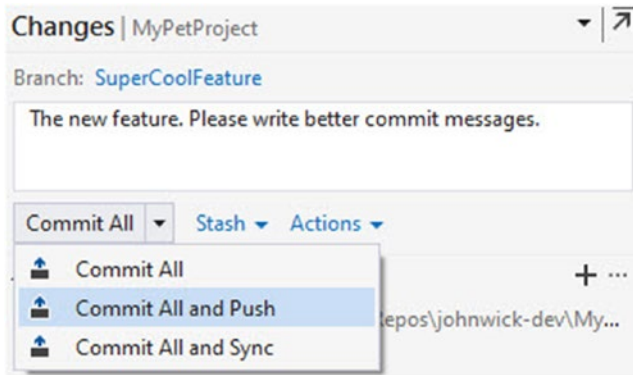 Changes | MyPetProject
Branch: SuperCoolFeature
The new feature. Please write better commit messages.
Commit All Stash Actions
Commit All
Commit All and Push
epos\johnwick-dev\My...
Commit All and Sync